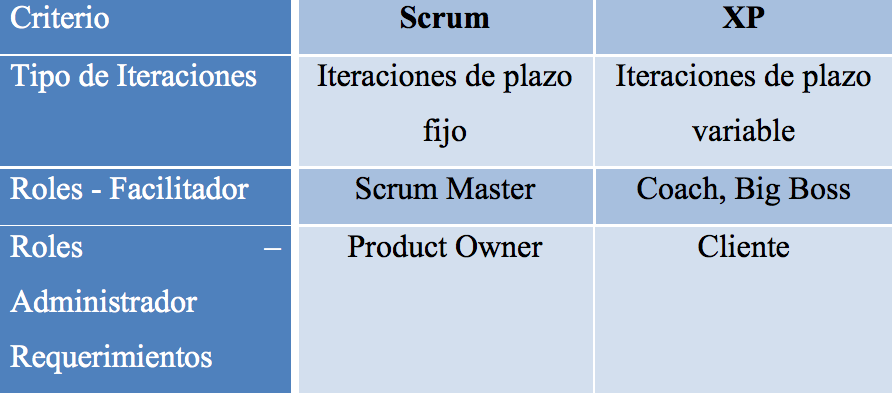 Criterio Scrum XP
Tipo de Iteraciones Iteraciones de plazo Iteraciones de plazo
fijo variable
Roles - Facilitador Scrum Master Coach, Big Boss
Roles – Product Owner Cliente
Administrador
Requerimientos